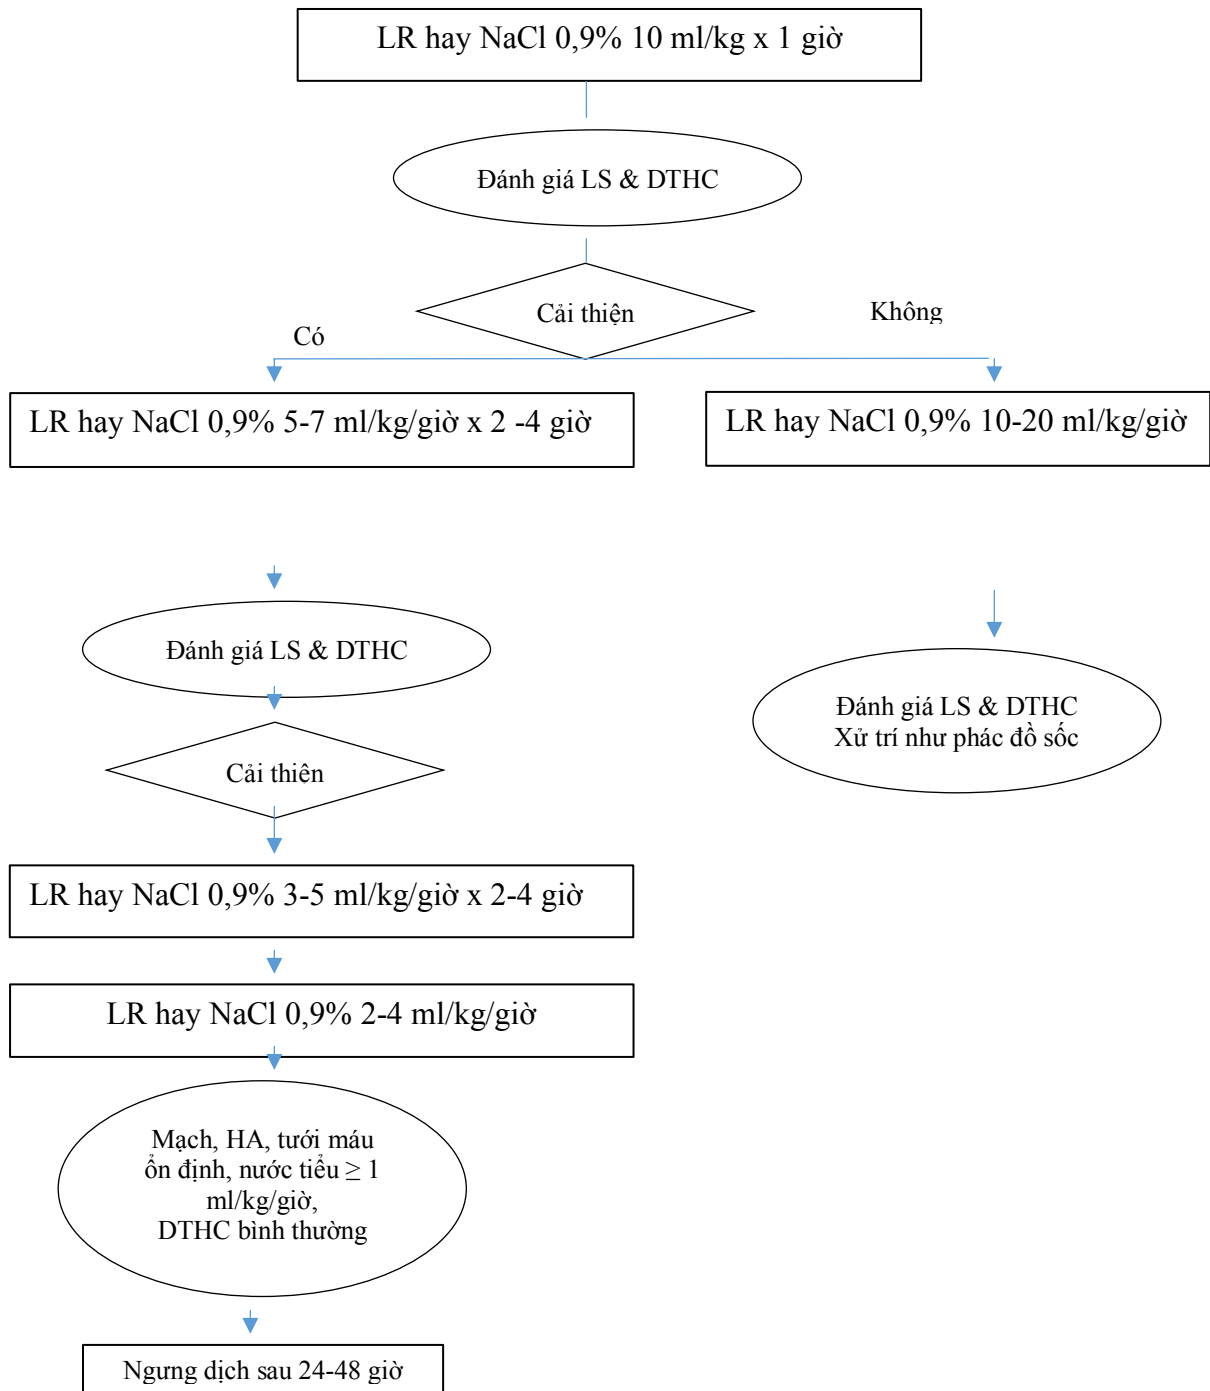 LR hay NaCl 0,9% 10 ml/kg x 1 giờ
Đánh giá LS & DTHC
Cải thiện
Có
Không
LR hay NaCl 0,9% 5-7 ml/kg/giờ x 2 -4 giờ
LR hay NaCl 0,9% 10-20 ml/kg/giờ
Đánh giá LS & DTHC
Cải thiên
Đánh giá LS & DTHC
Xử trí như phác đồ sốc
LR hay NaCl 0,9% 3-5 ml/kg/giờ x 2-4 giờ
LR hay NaCl 0,9% 2-4 ml/kg/giờ
Mạch, HA, tưới máu
ổn định, nước tiểu ≥ 1
ml/kg/giờ,
DTHC bình thường
Ngưng dịch sau 24-48 giờ